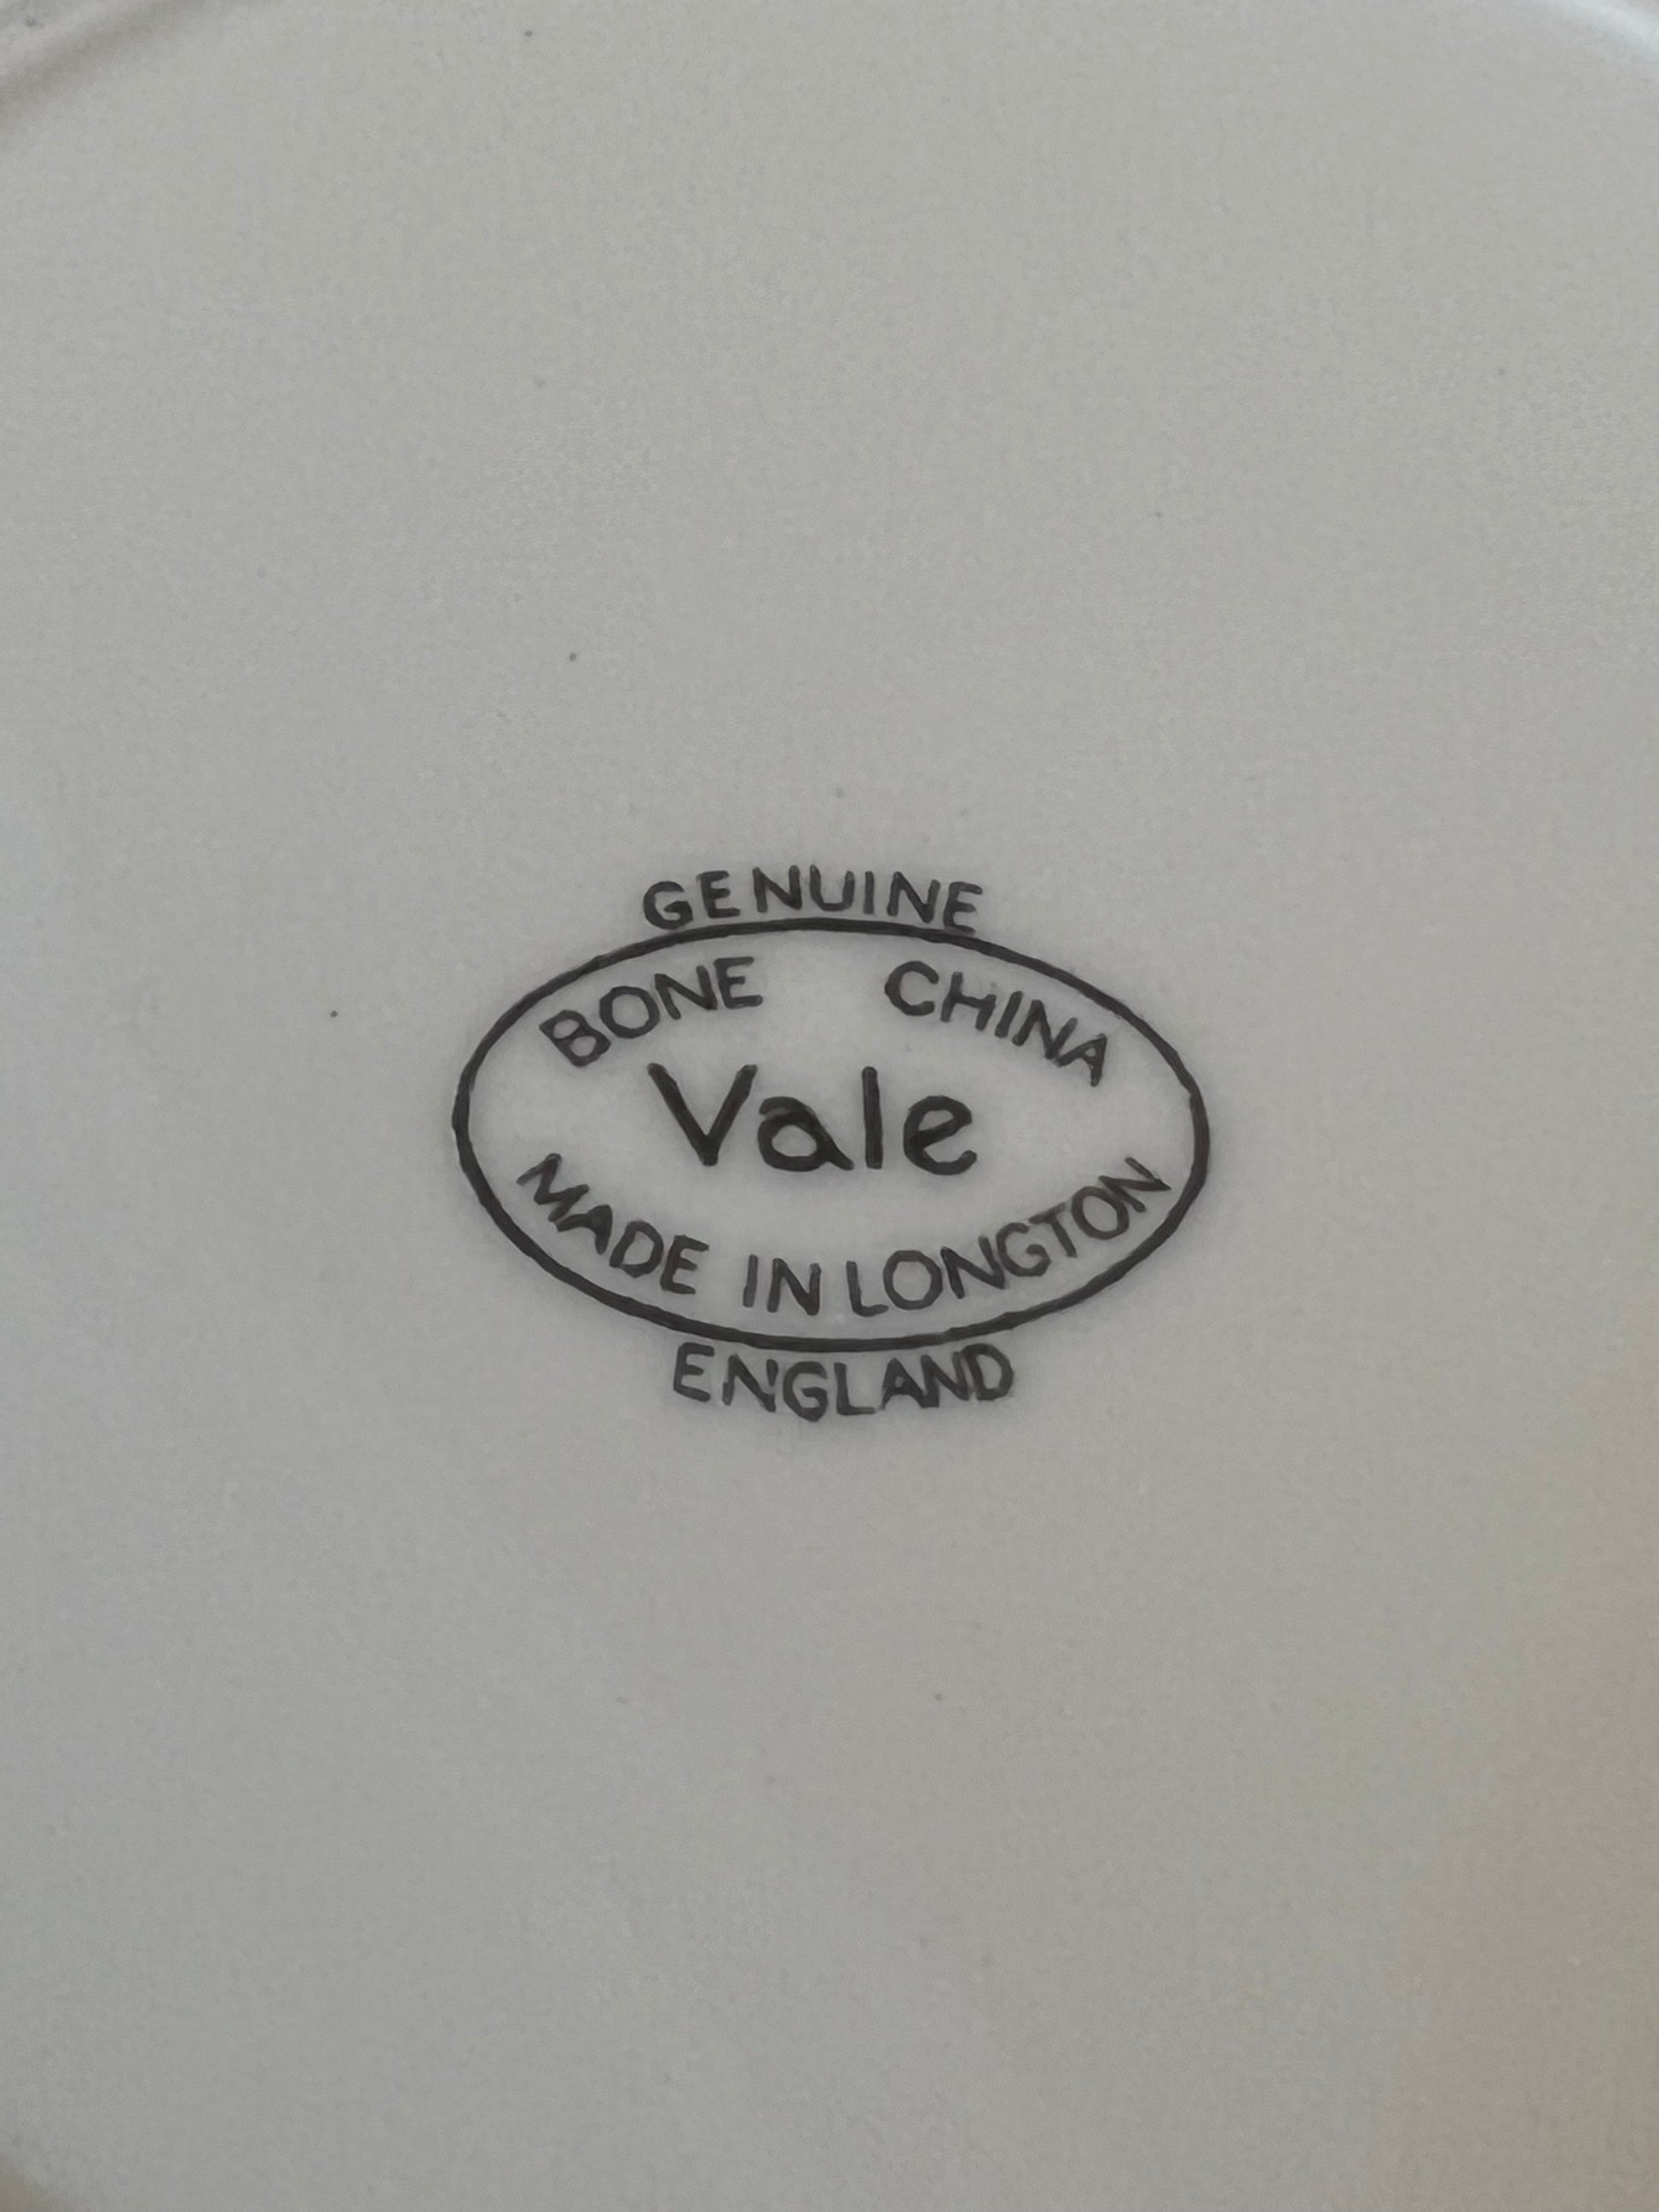 GENUINE
BONE CHINA
Vale
MADE IN LONGTON
ENGLAND